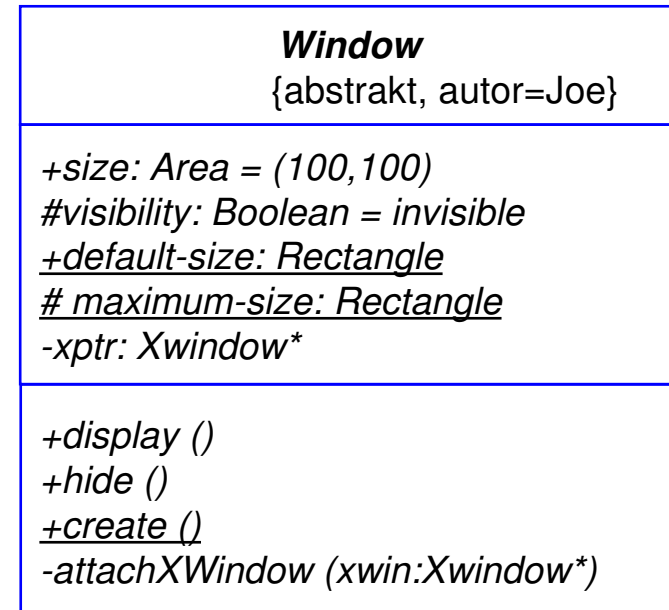 Window
{abstrakt, autor=Joe}
+size: Area = (100,100)
#visibility: Boolean = invisible
+default-size: Rectangle
# maximum-size: Rectangle
-xptr: Xwindow*
+display ()
+hide ()
+create ()
-attachXWindow (xwin:Xwindow*)